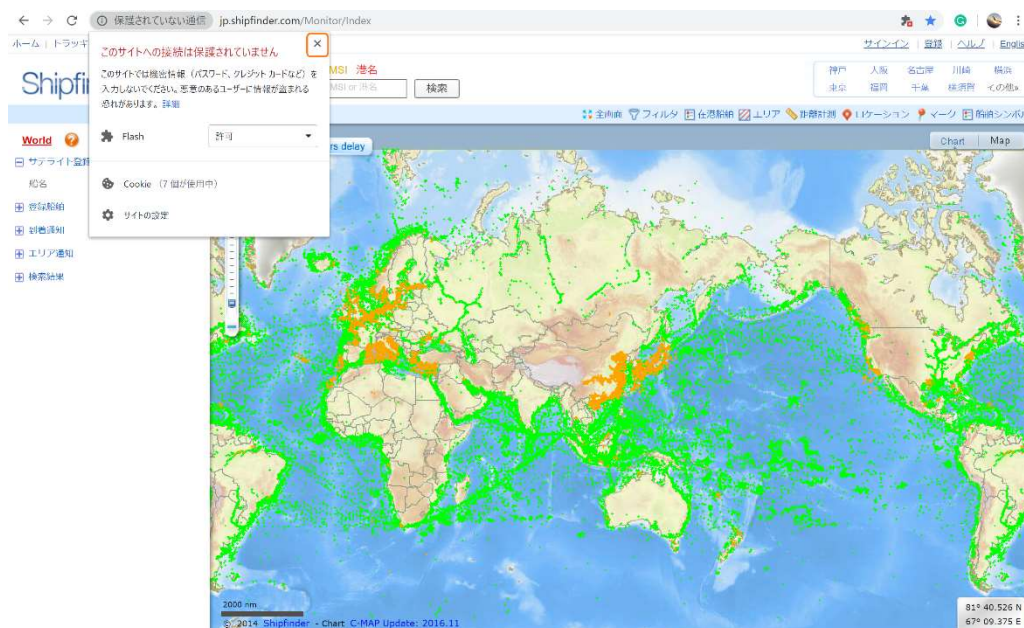 保護されていない通信 jp.shipfinder.com/Monitor/Index
ホーム トラッキ
サインイン 登録 ヘルプ Englis
このサイトへの接続は保護されていません
このサイトでは機密情報（パスワード、クレジット カードなど）を
入力しないでください。悪意のあるユーザーに情報が盗まれる
恐れがあります。 詳細
Flash 許可
Cookie （7 個が使用中）
サイトの設定
Shipfi
MSI 港名
MSI or 港名 検索
神戸 大阪 名古屋 川崎 横浜
東京 福岡 千葉 横須賀 その他
全画面 フィルタ 在港船舶 エリア 距離計測 ロケーション マーク 船舶シンボル
World
rs delay
Chart Map
サテライト登録
船名
登録船舶
到着通知
エリア通知
検索結果
2000 nm
© 2014 Shipfinder - Chart C-MAP Update: 2016.11
81° 40.526 N
67° 09.375 E